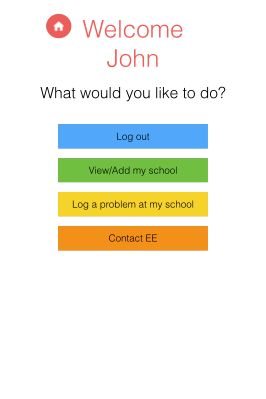 Welcome
John
What would you like to do?
Log out
View/Add my school
Log a problem at my school
Contact EE